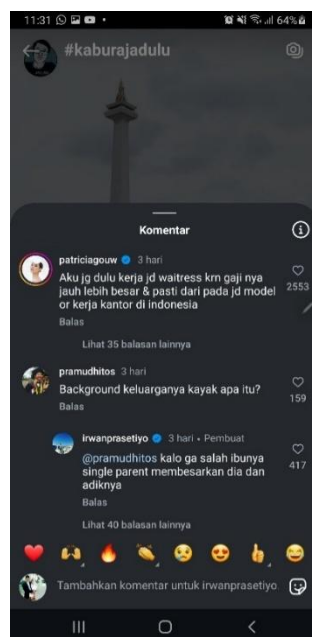 11:31
64%
#kaburajadulu
Komentar
patriciagouw 3 hari
Aku jg dulu kerja jd waitress krn gaji nya
jauh lebih besar & pasti dari pada jd model
or kerja kantor di indonesia
2553
Balas
Lihat 35 balasan lainnya
pramudhitos 3 hari
Background keluarganya kayak apa itu?
159
Balas
irwanprasetiyo 3 hari • Pembuat
@pramudhitos kalo ga salah ibunya
single parent membesarkan dia dan
adiknya
417
Balas
Lihat 40 balasan lainnya
Tambahkan komentar untuk irwanprasetiyo.